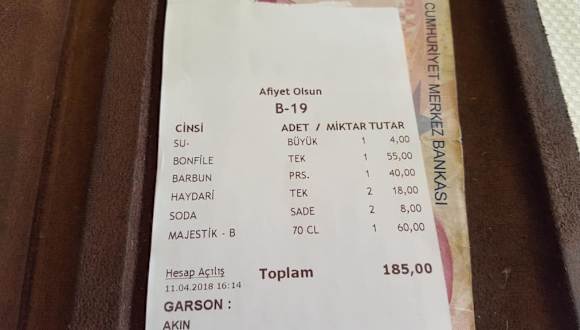 Afiyet Olsun
B-19
CİNSİ ADET / MİKTAR TUTAR
SU- BÜYÜK 1 4,00
BONFİLE TEK 1 55,00
BARBUN PRS. 1 40,00
HAYDARİ TEK 2 18,00
SODA SADE 2 8,00
MAJESTİK - B 70 CL 1 60,00
Hesap Açılış Toplam 185,00
11.04.2018 16:14
GARSON :
AKIN
CUMHURİYET MERKEZ BANKASI